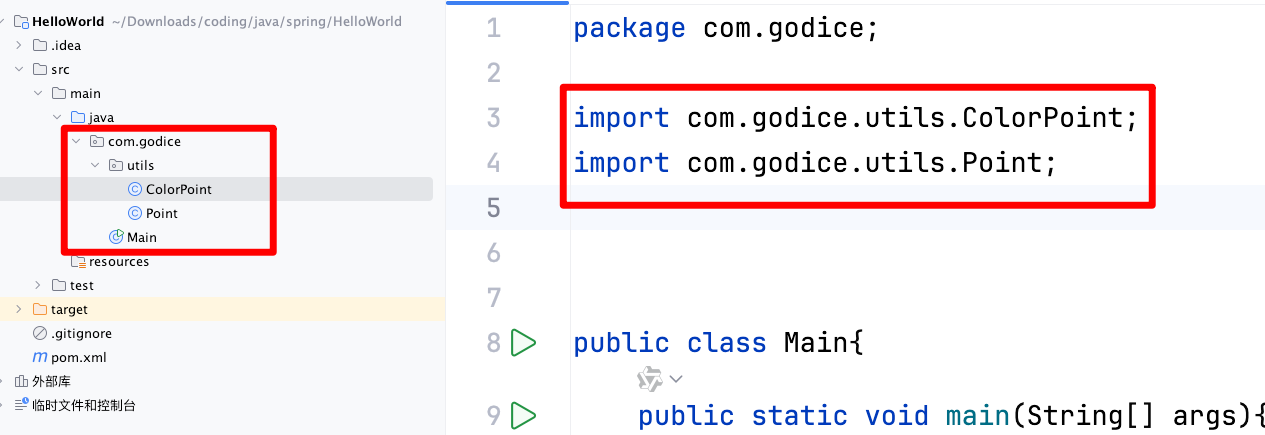 HelloWorld ~/Downloads/coding/java/spring/HelloWorld
.idea
src
main
java
com.godice
utils
ColorPoint
Point
Main
resources
test
target
.gitignore
pom.xml
外部库
临时文件和控制台
1 package com.godice;
2
3 import com.godice.utils.ColorPoint;
4 import com.godice.utils.Point;
5
6
7
8 public class Main{
9 public static void main(String[] args){